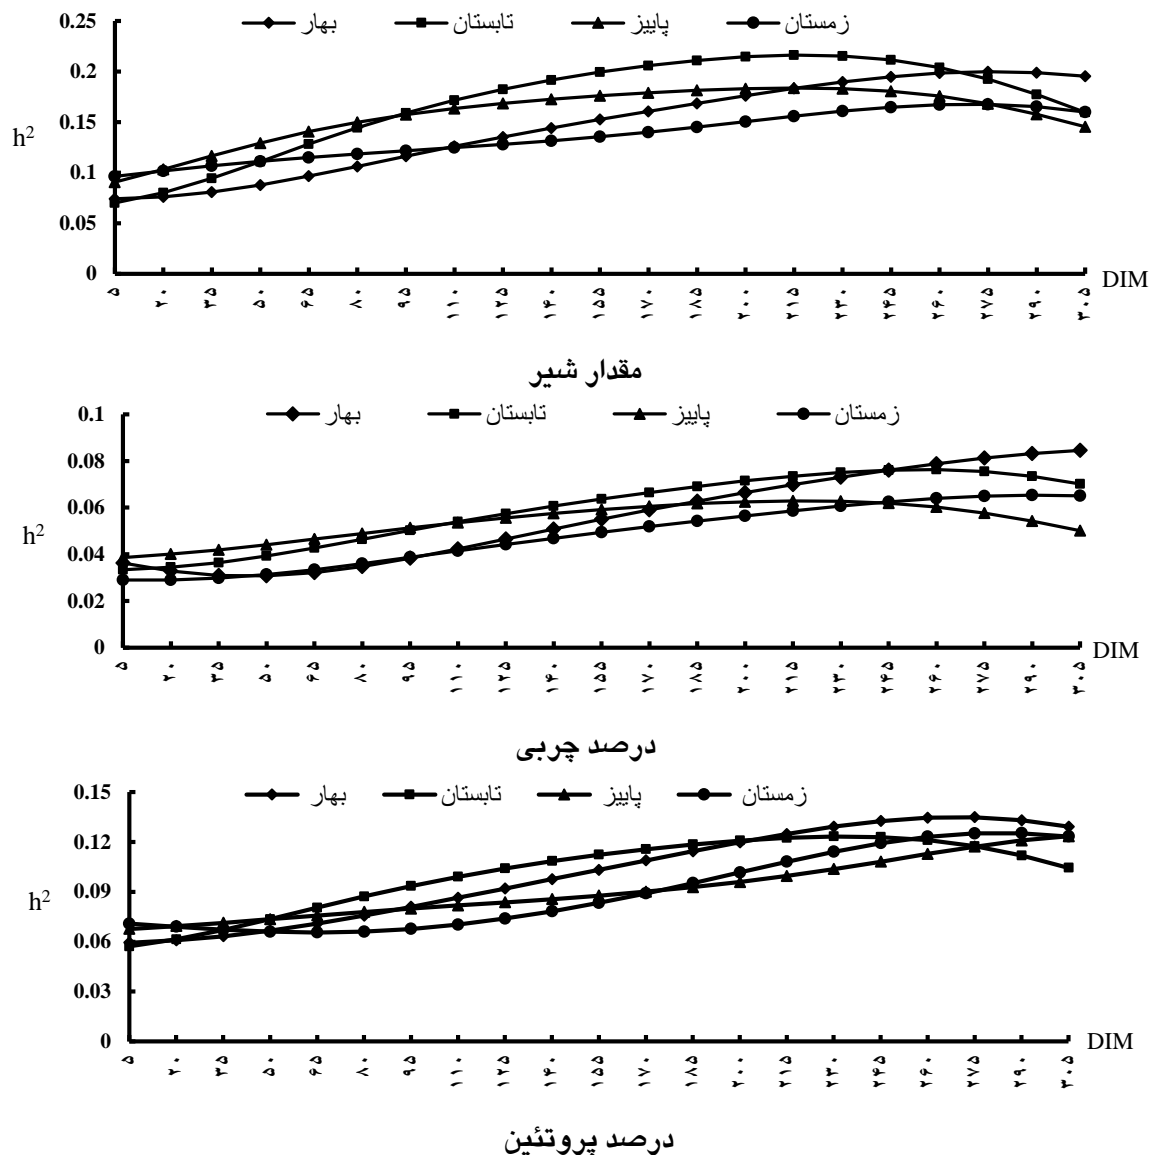 0.25
بهار تابستان پاییز زمستان
0.2
0.15
h²
0.1
0.05
0
DIM
۵ ۲۰ ۳۵ ۵۰ ۶۵ ۸۰ ۹۵ ۱۱۰ ۱۲۵ ۱۴۰ ۱۵۵ ۱۷۰ ۱۸۵ ۲۰۰ ۲۱۵ ۲۳۰ ۲۴۵ ۲۶۰ ۲۷۵ ۲۹۰ ۳۰۵
مقدار شیر
0.1
بهار تابستان پاییز زمستان
0.08
0.06
h²
0.04
0.02
0
DIM
۵ ۲۰ ۳۵ ۵۰ ۶۵ ۸۰ ۹۵ ۱۱۰ ۱۲۵ ۱۴۰ ۱۵۵ ۱۷۰ ۱۸۵ ۲۰۰ ۲۱۵ ۲۳۰ ۲۴۵ ۲۶۰ ۲۷۵ ۲۹۰ ۳۰۵
درصد چربی
0.15
بهار تابستان پاییز زمستان
0.12
0.09
h²
0.06
0.03
0
DIM
۵ ۲۰ ۳۵ ۵۰ ۶۵ ۸۰ ۹۵ ۱۱۰ ۱۲۵ ۱۴۰ ۱۵۵ ۱۷۰ ۱۸۵ ۲۰۰ ۲۱۵ ۲۳۰ ۲۴۵ ۲۶۰ ۲۷۵ ۲۹۰ ۳۰۵
درصد پروتئین